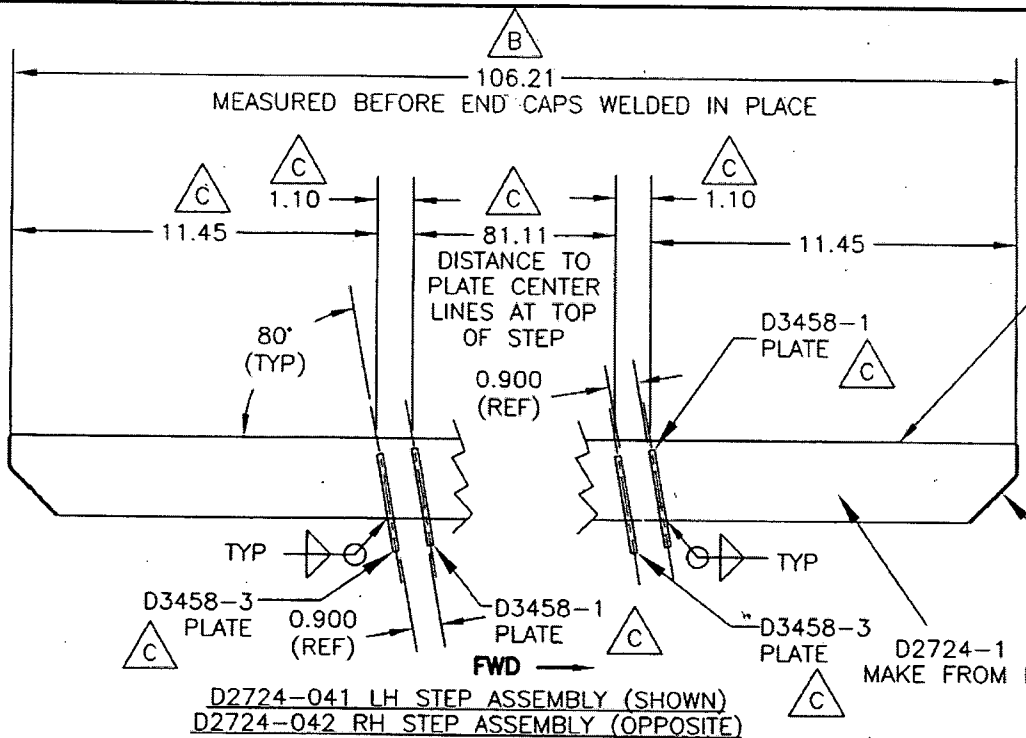 B
106.21
MEASURED BEFORE END CAPS WELDED IN PLACE
C
C
C
C
1.10
1.10
11.45
81.11
11.45
DISTANCE TO
PLATE CENTER
LINES AT TOP
OF STEP
80°
(TYP)
0.900
(REF)
D3458-1
PLATE
C
TYP
TYP
D3458-3
PLATE
C
0.900
(REF)
D3458-1
PLATE
C
D3458-3
PLATE
C
D2724-1
MAKE FROM
FWD
D2724-041 LH STEP ASSEMBLY (SHOWN)
D2724-042 RH STEP ASSEMBLY (OPPOSITE)